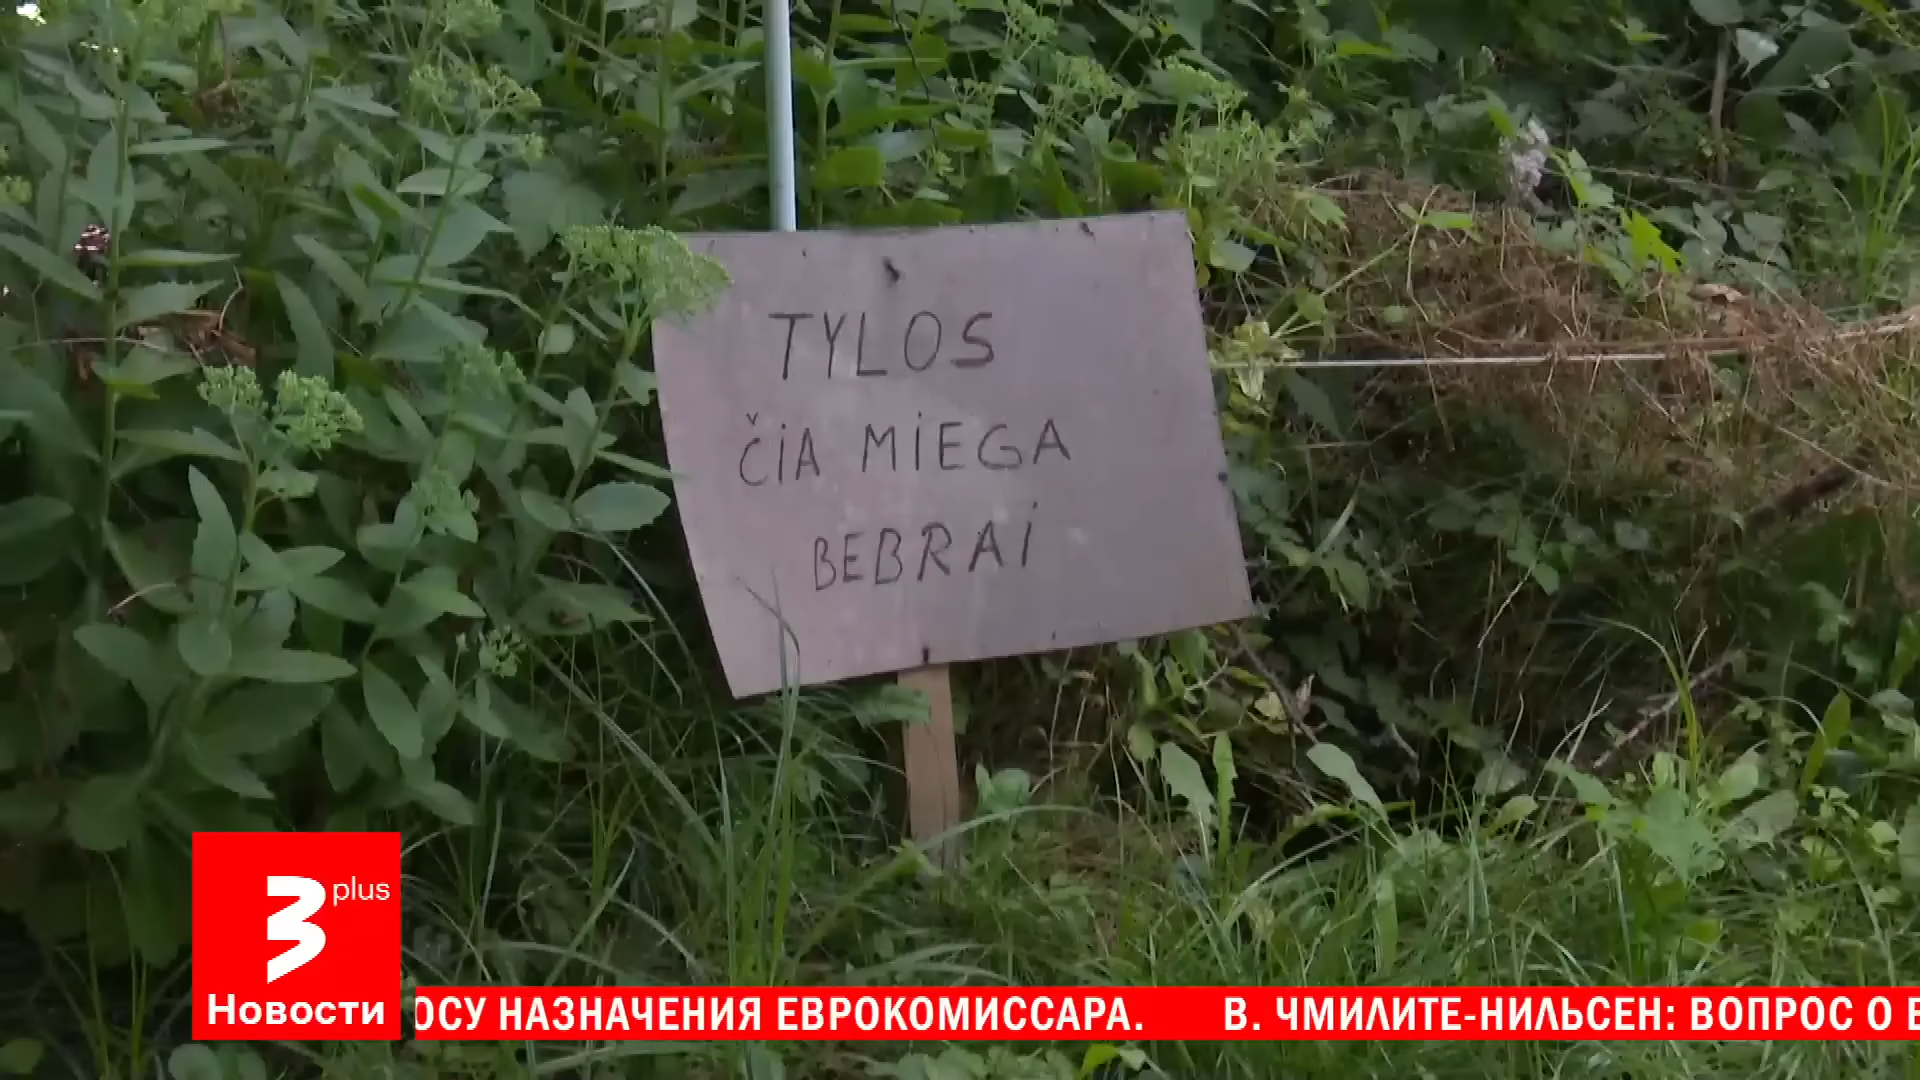 TYLOS
ČIA MIEGA
BEBRAI
3 plus
Новости
ОСУ НАЗНАЧЕНИЯ ЕВРОКОМИССАРА. В. ЧМИЛИТЕ-НИЛЬСЕН: ВОПРОС О